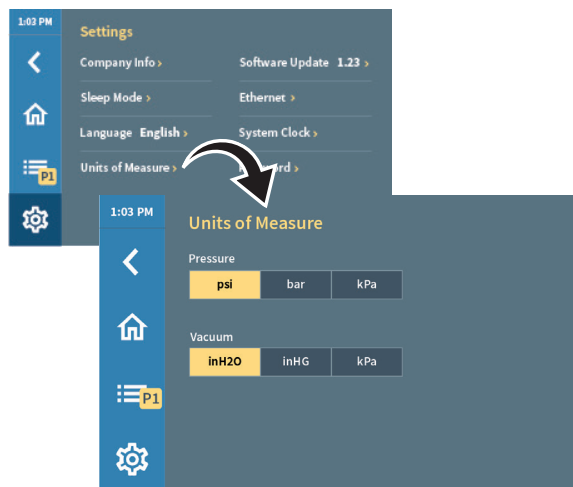 1:03 PM
Settings
Company Info ›
Software Update 1.23 ›
Sleep Mode ›
Ethernet ›
Language English ›
System Clock ›
Units of Measure ›
P1
1:03 PM
Units of Measure
Pressure
psi bar kPa
Vacuum
inH2O inHG kPa
P1